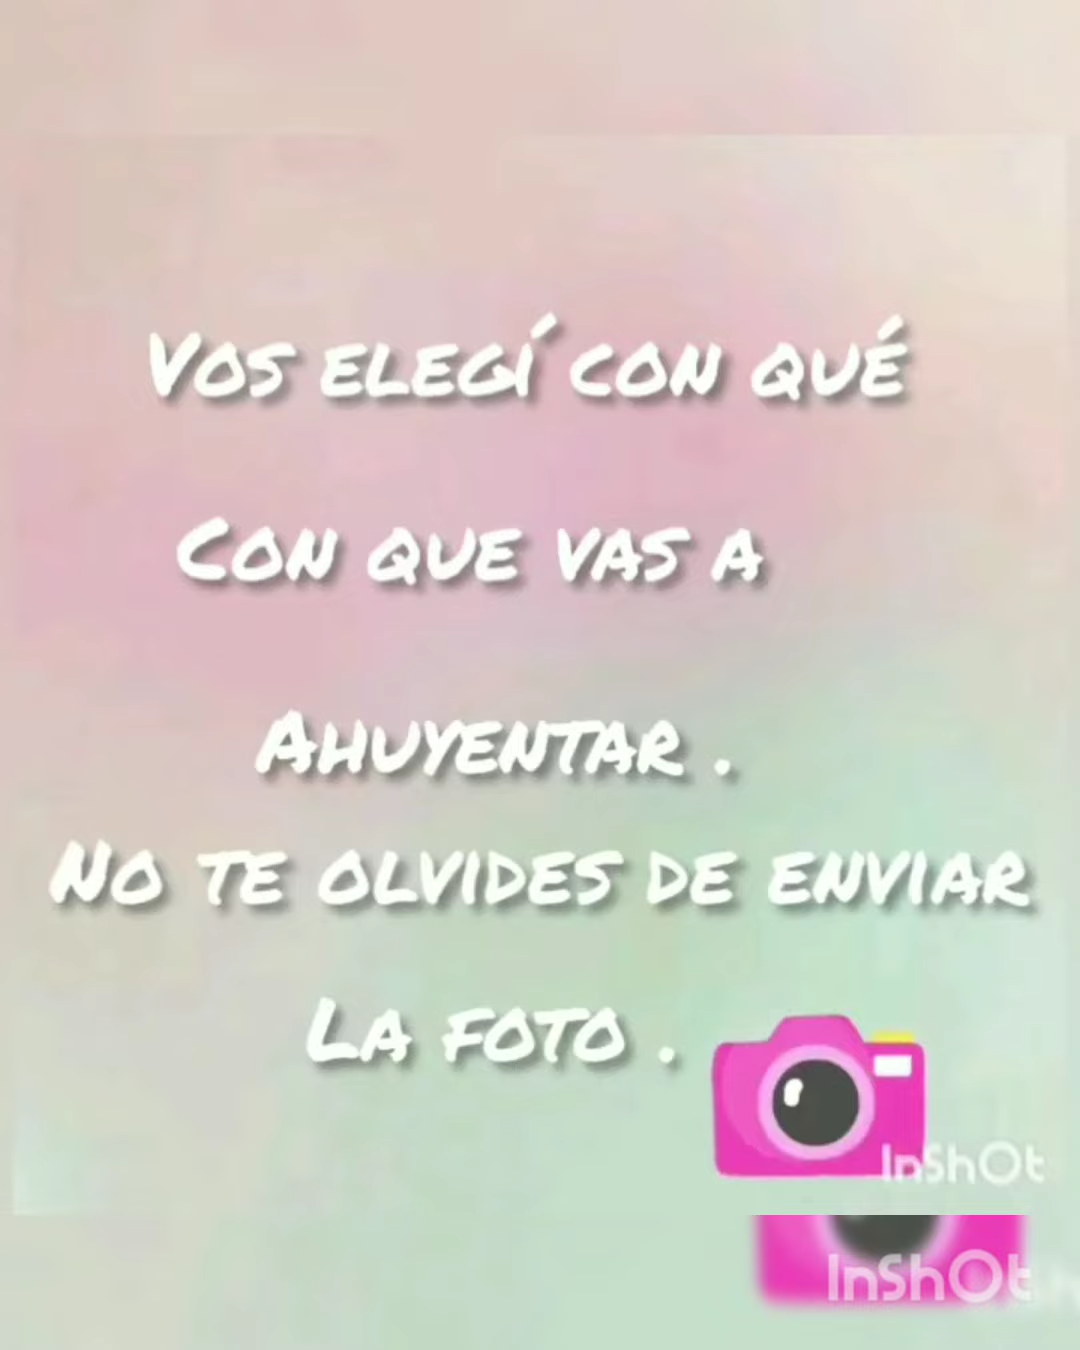 Vos elegí con qué
Con que vas a
Ahuyentar .
No te olvides de enviar
La foto .
InShOt
InShOt